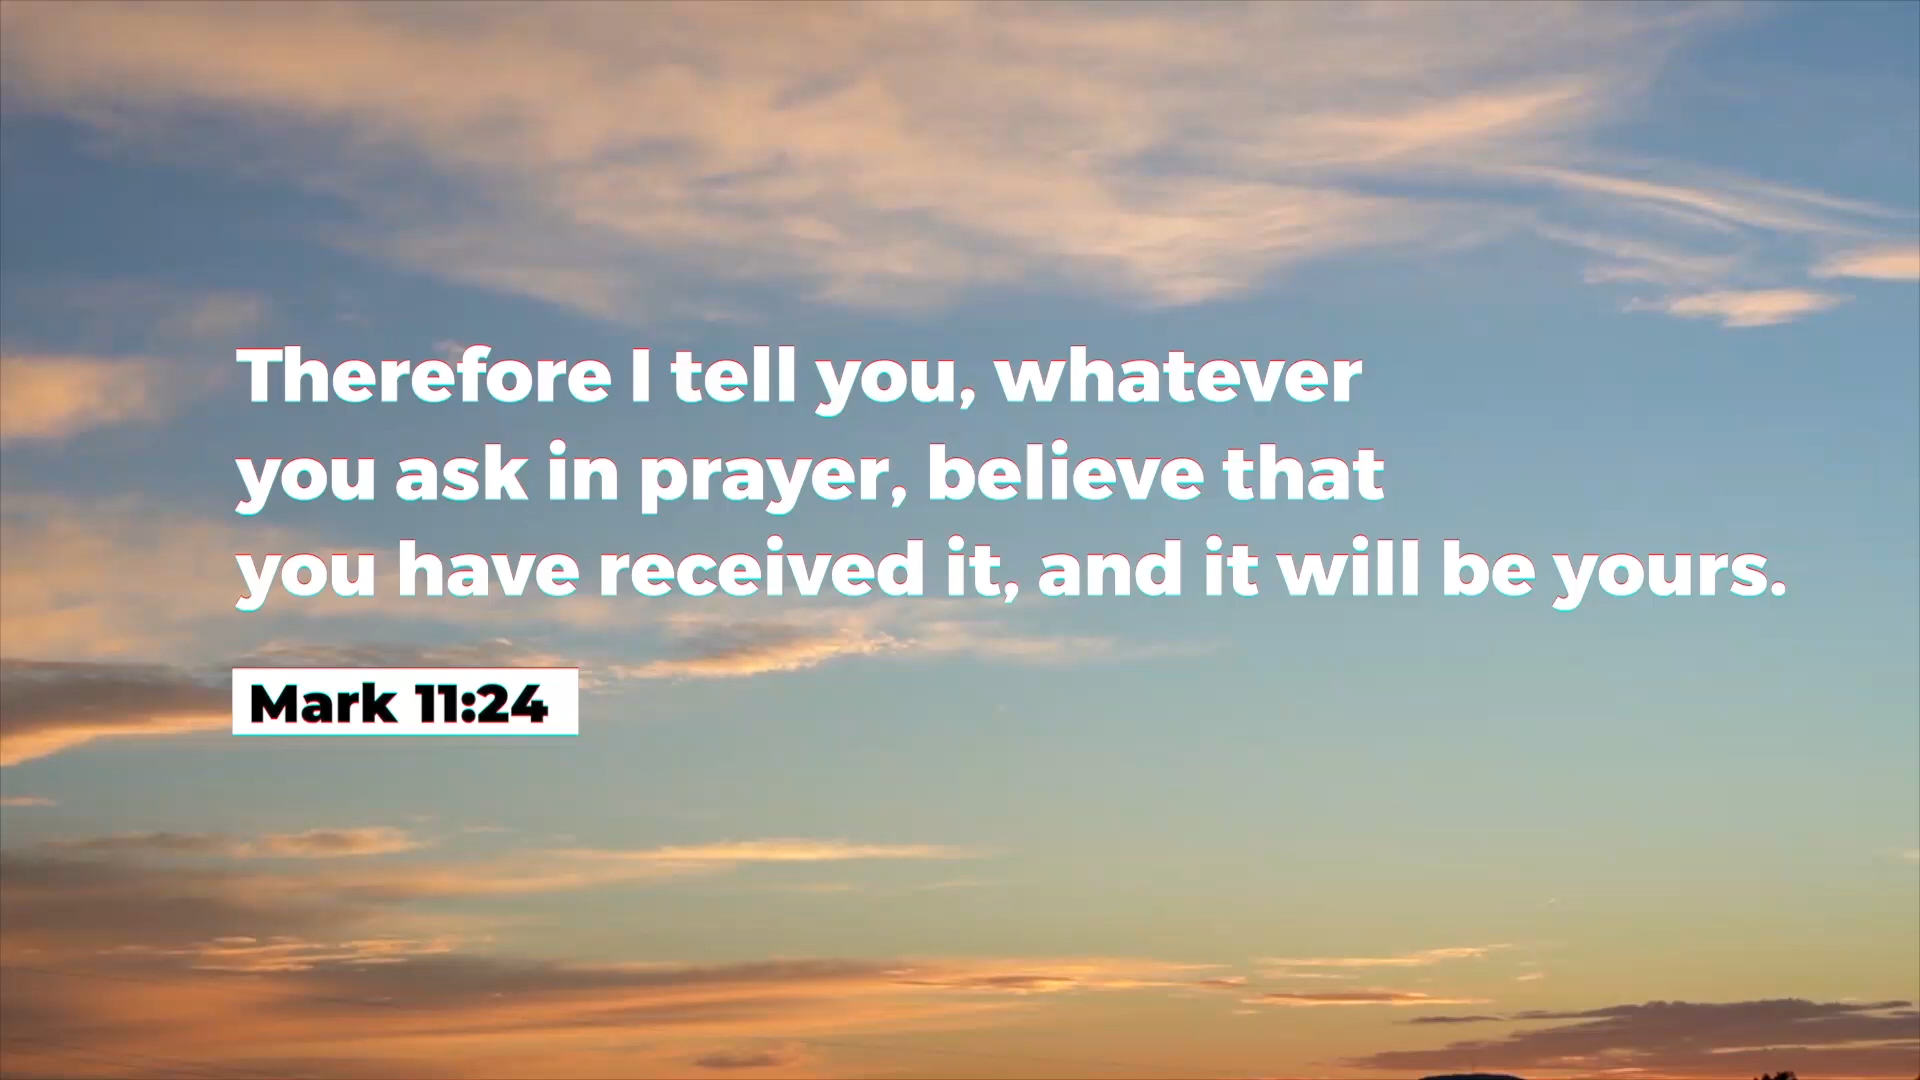 Therefore I tell you, whatever
you ask in prayer, believe that
you have received it, and it will be yours.
Mark 11:24